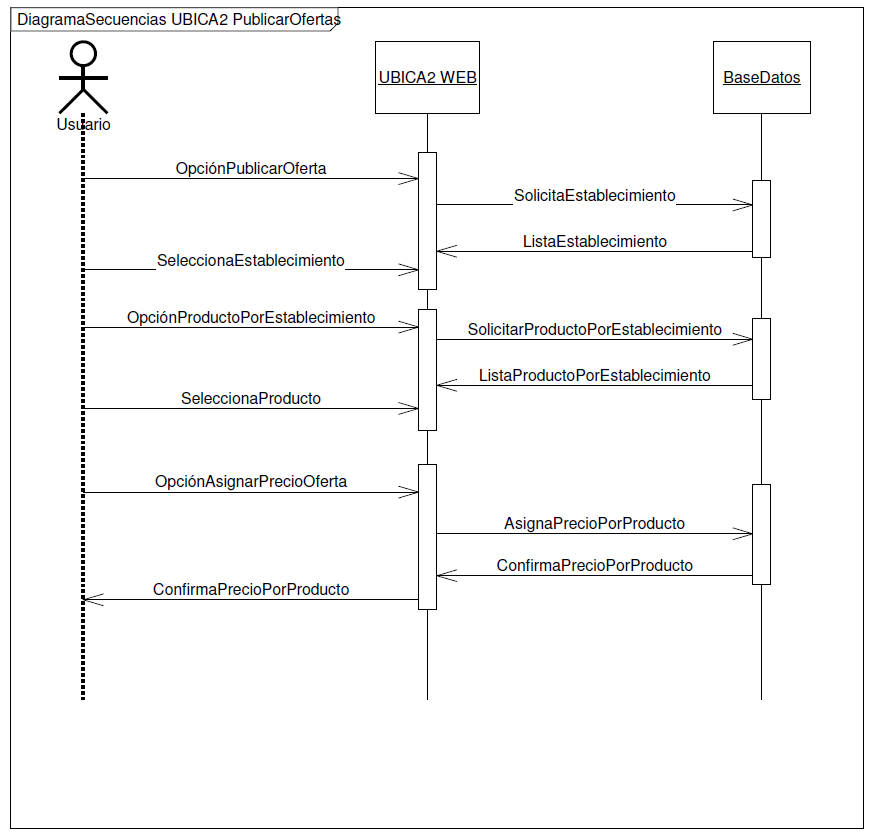 DiagramaSecuencias UBICA2 PublicarOfertas
UBICA2 WEB
BaseDatos
Usuario
OpciónPublicarOferta
SolicitaEstablecimiento
ListaEstablecimiento
SeleccionaEstablecimiento
OpciónProductoPorEstablecimiento
SolicitarProductoPorEstablecimiento
ListaProductoPorEstablecimiento
SeleccionaProducto
OpciónAsignarPrecioOferta
AsignaPrecioPorProducto
ConfirmaPrecioPorProducto
ConfirmaPrecioPorProducto